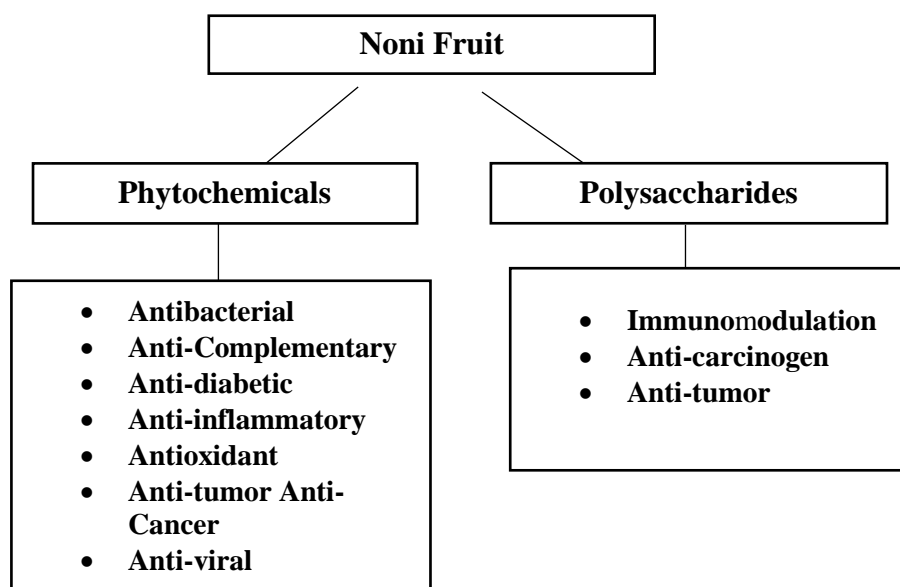 Noni Fruit
Phytochemicals
Polysaccharides
• Antibacterial
• Anti-Complementary
• Anti-diabetic
• Anti-inflammatory
• Antioxidant
• Anti-tumor Anti-
Cancer
• Anti-viral
• Immunomodulation
• Anti-carcinogen
• Anti-tumor